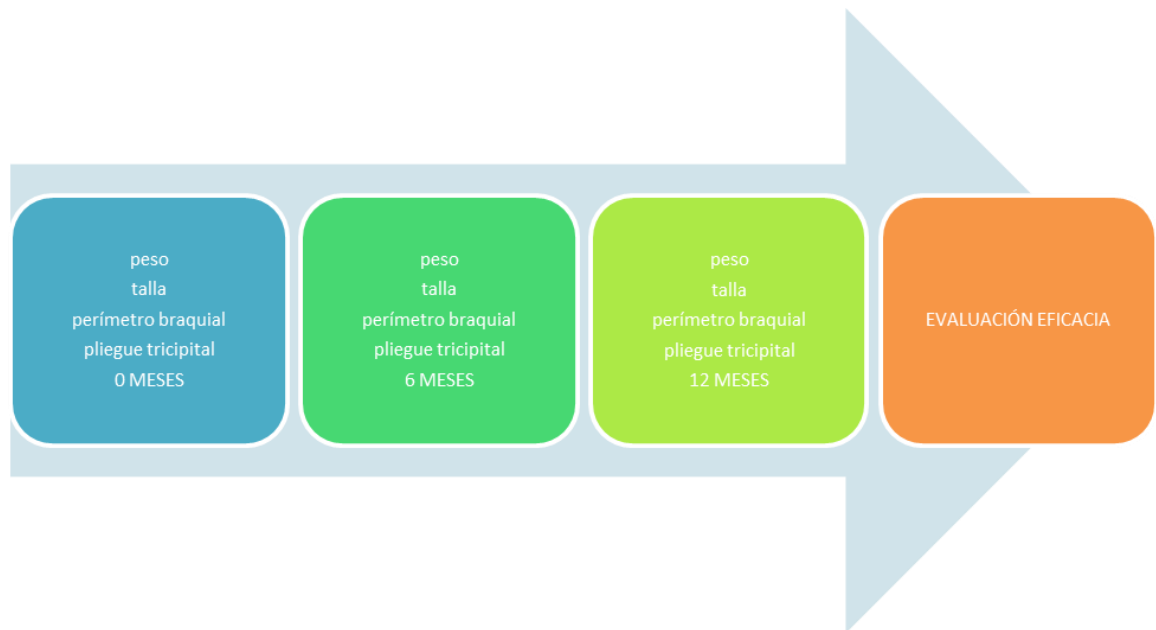 peso
talla
perímetro braquial
pliegue tricipital
0 MESES
peso
talla
perímetro braquial
pliegue tricipital
6 MESES
peso
talla
perímetro braquial
pliegue tricipital
12 MESES
EVALUACIÓN EFICACIA